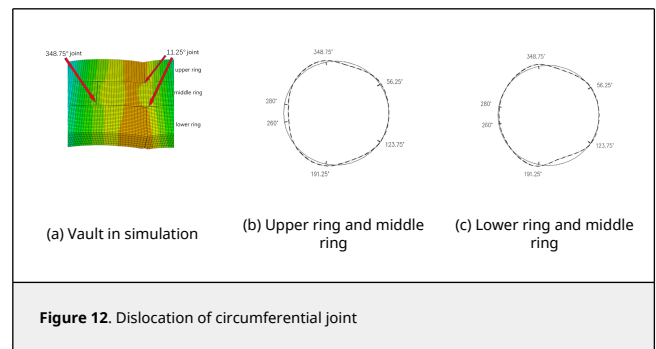 348.75° joint
11.25° joint
upper ring
middle ring
lower ring
348.75°
56.25°
280°
260°
123.75°
191.25°
348.75°
56.25°
280°
260°
123.75°
191.25°
(a) Vault in simulation
(b) Upper ring and middle
ring
(c) Lower ring and middle
ring
Figure 12. Dislocation of circumferential joint